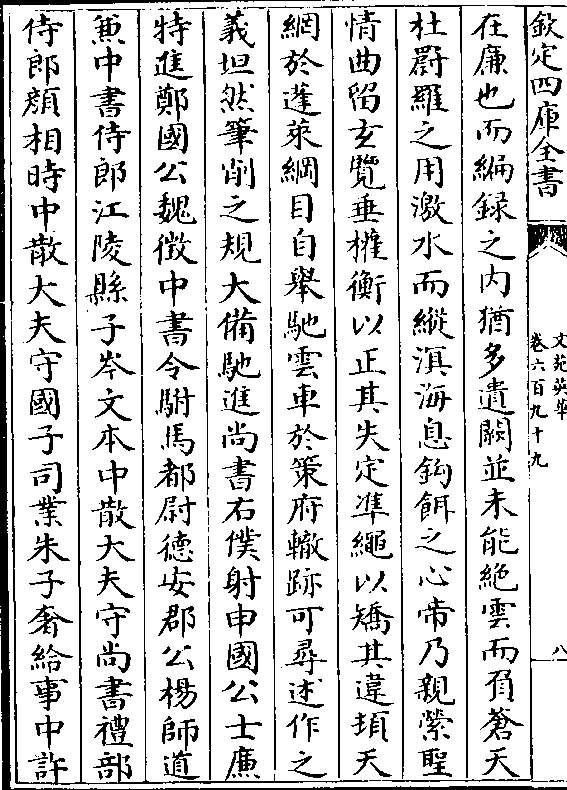 欽定四庫全書
文苑英華
卷六百九十九
八
在廉也而編録之内猶多遺闕並未能絶雲而負蒼天
杜罻羅之用激水而縱溟海息鈎餌之心帝乃親縈聖
情曲留玄覽垂權衡以正其失定準繩以矯其違頓天
網於蓬萊綱目自舉馳雲車於策府轍跡可尋述作之
義坦然筆削之規大備馳進尚書右僕射申國公士廉
特進鄭國公魏徴中書令駙馬都尉德安郡公楊師道
兼中書侍郎江陵縣子岑文本中散大夫守尚書禮部
侍郎顔相時中散大夫守國子司業朱子奢給事中許